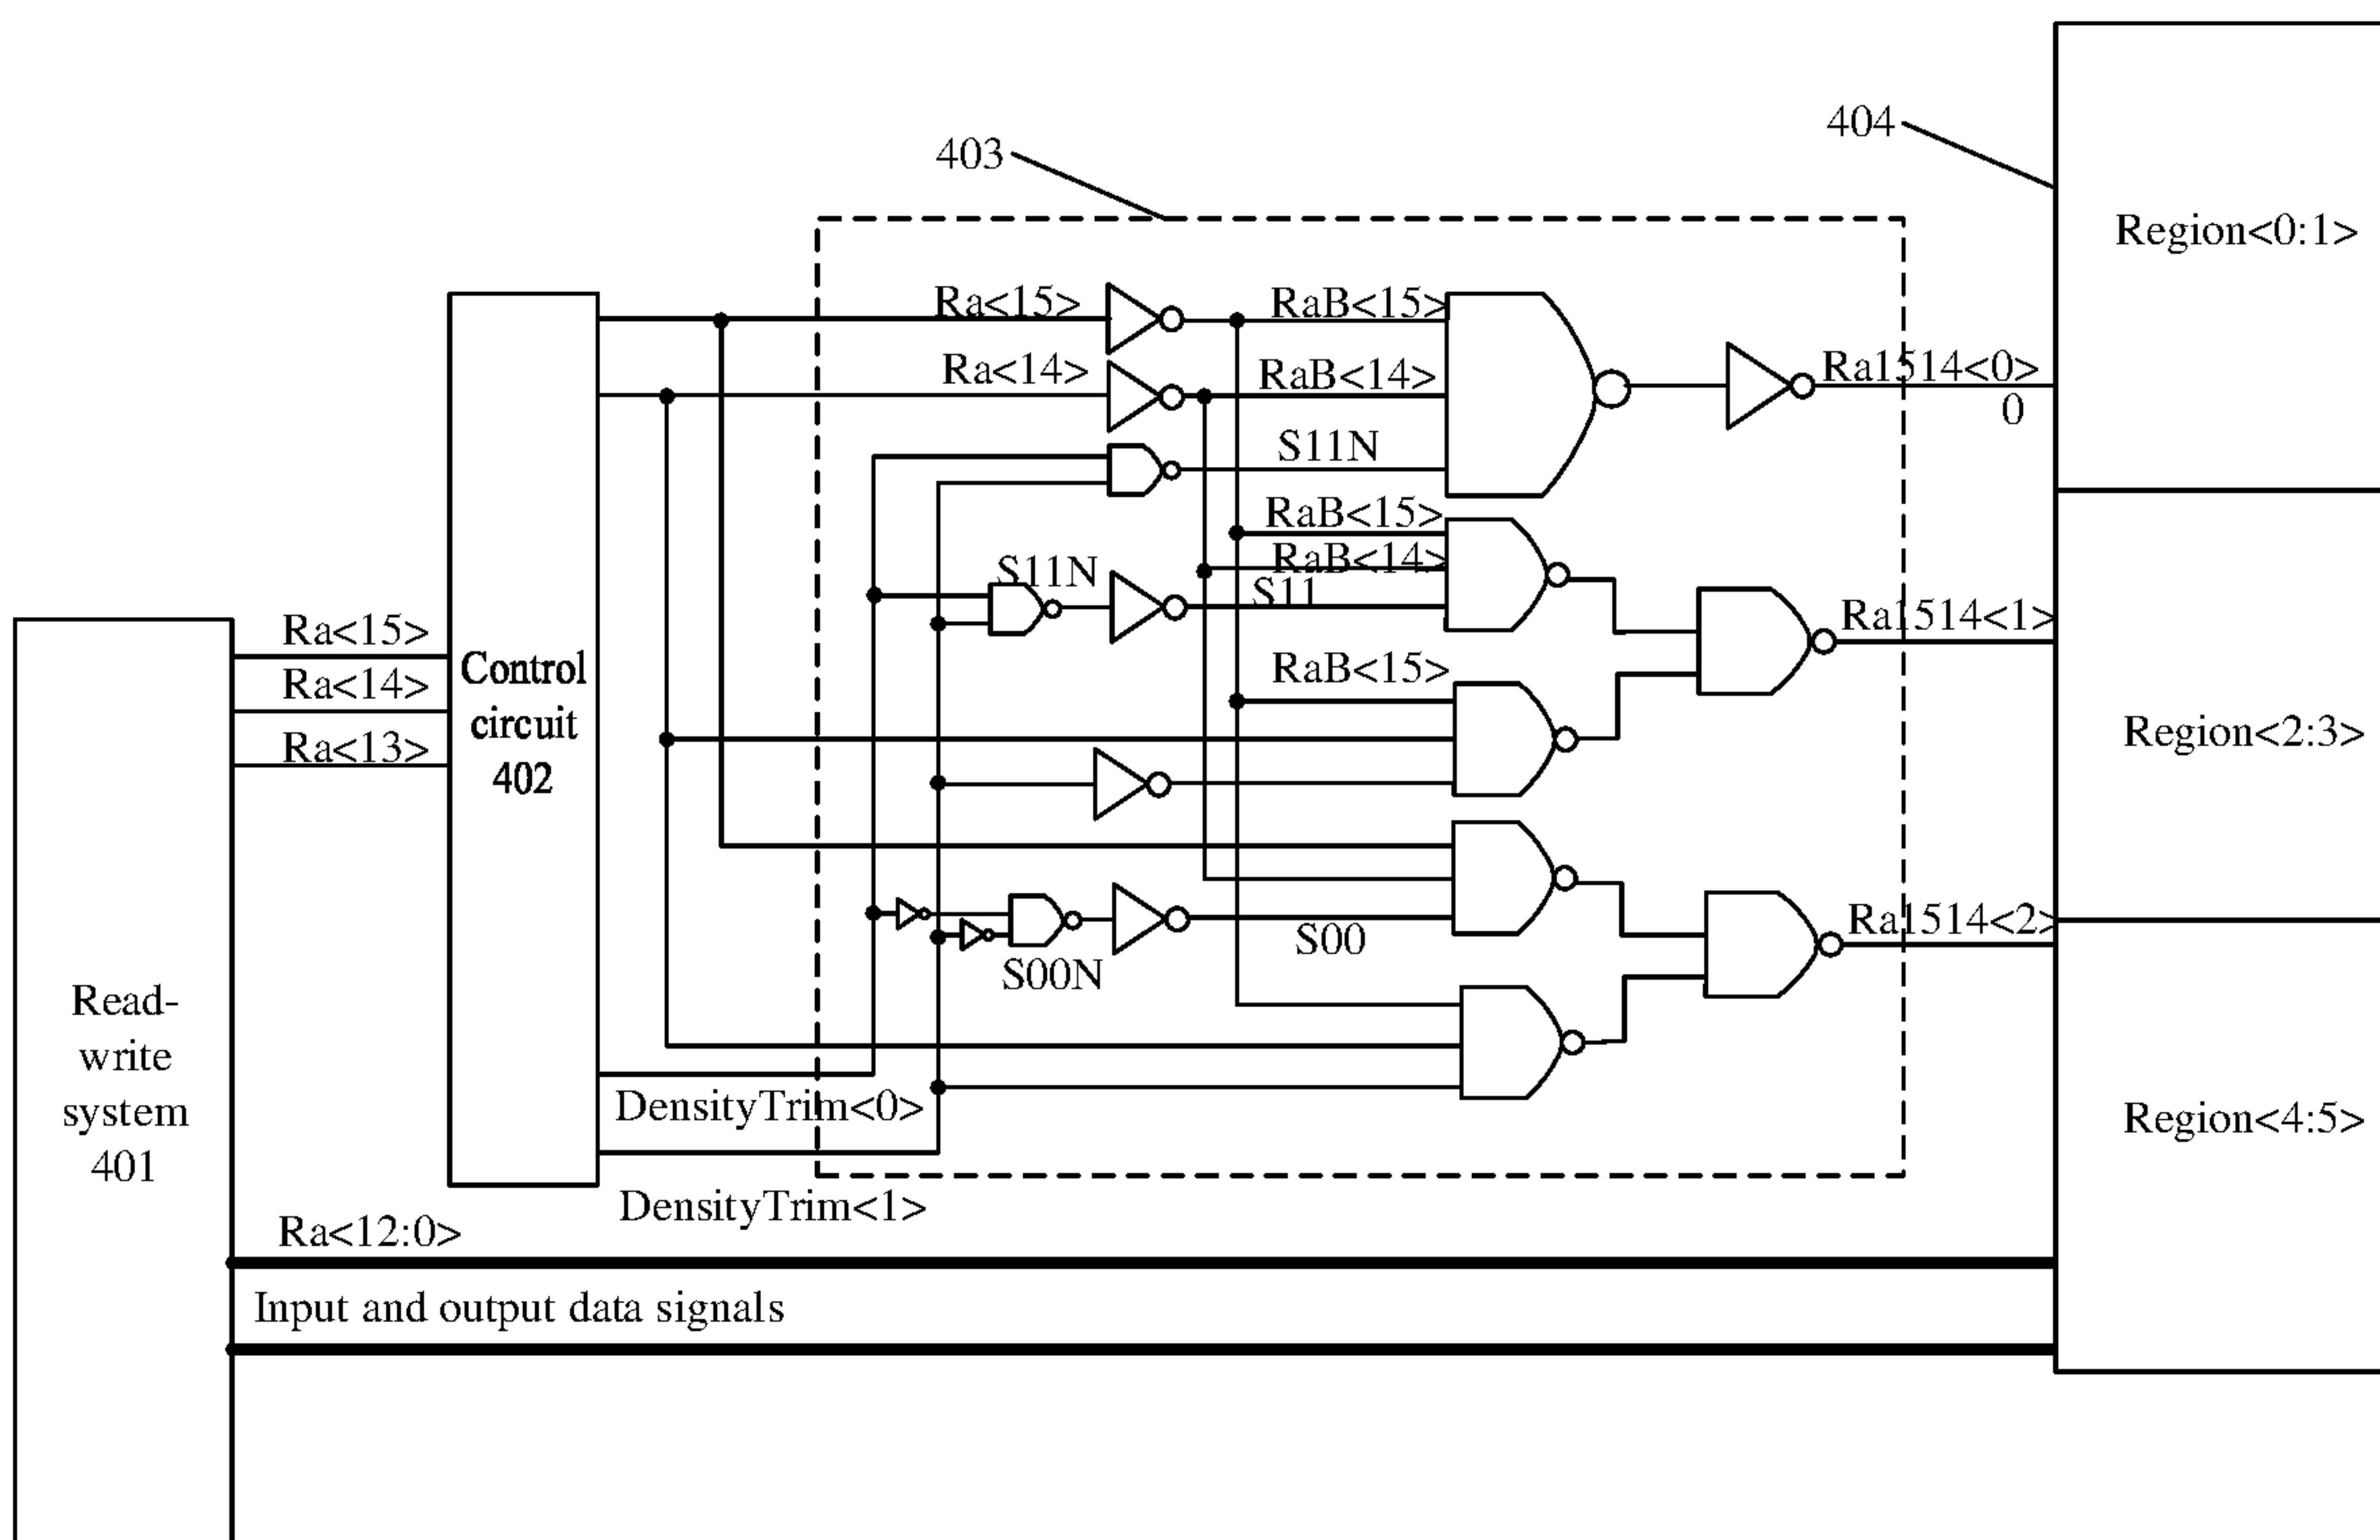 404
403
Region<0:1>
Ra<15>
RaB<15>
Ra<14>
RaB<14>
Ra1514<0>
0
S11N
RaB<15>
RaB<14>
S11N
S11
Ra<15>
Ra<14>
Ra<13>
Control
circuit
402
Ra1514<1>
RaB<15>
Region<2:3>
Ra1514<2>
S00
S00N
Read-
write
system
401
DensityTrim<0>
DensityTrim<1>
Region<4:5>
Ra<12:0>
Input and output data signals